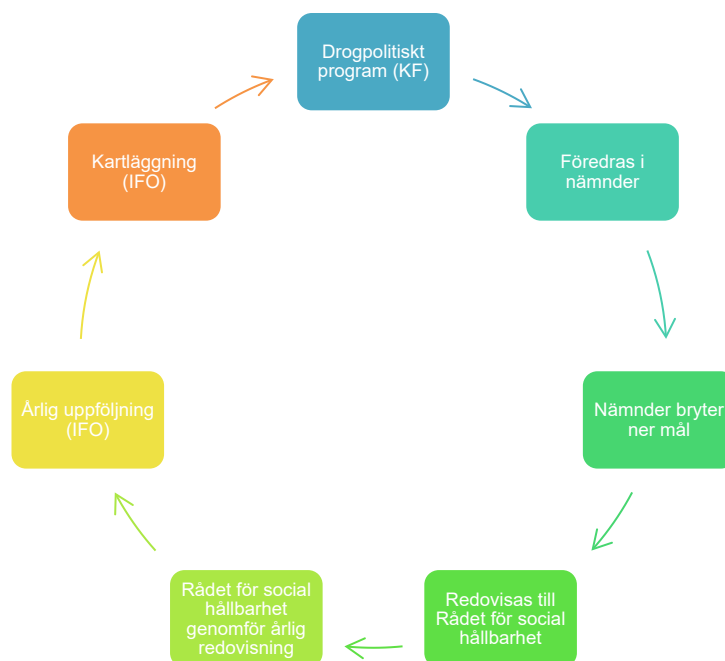 Drogpolitiskt
program (KF)
Föredras i
nämnder
Nämnder bryter
ner mål
Redovisas till
Rådet för social
hållbarhet
Rådet för social
hållbarhet
genomför årlig
redovisning
Årlig uppföljning
(IFO)
Kartläggning
(IFO)